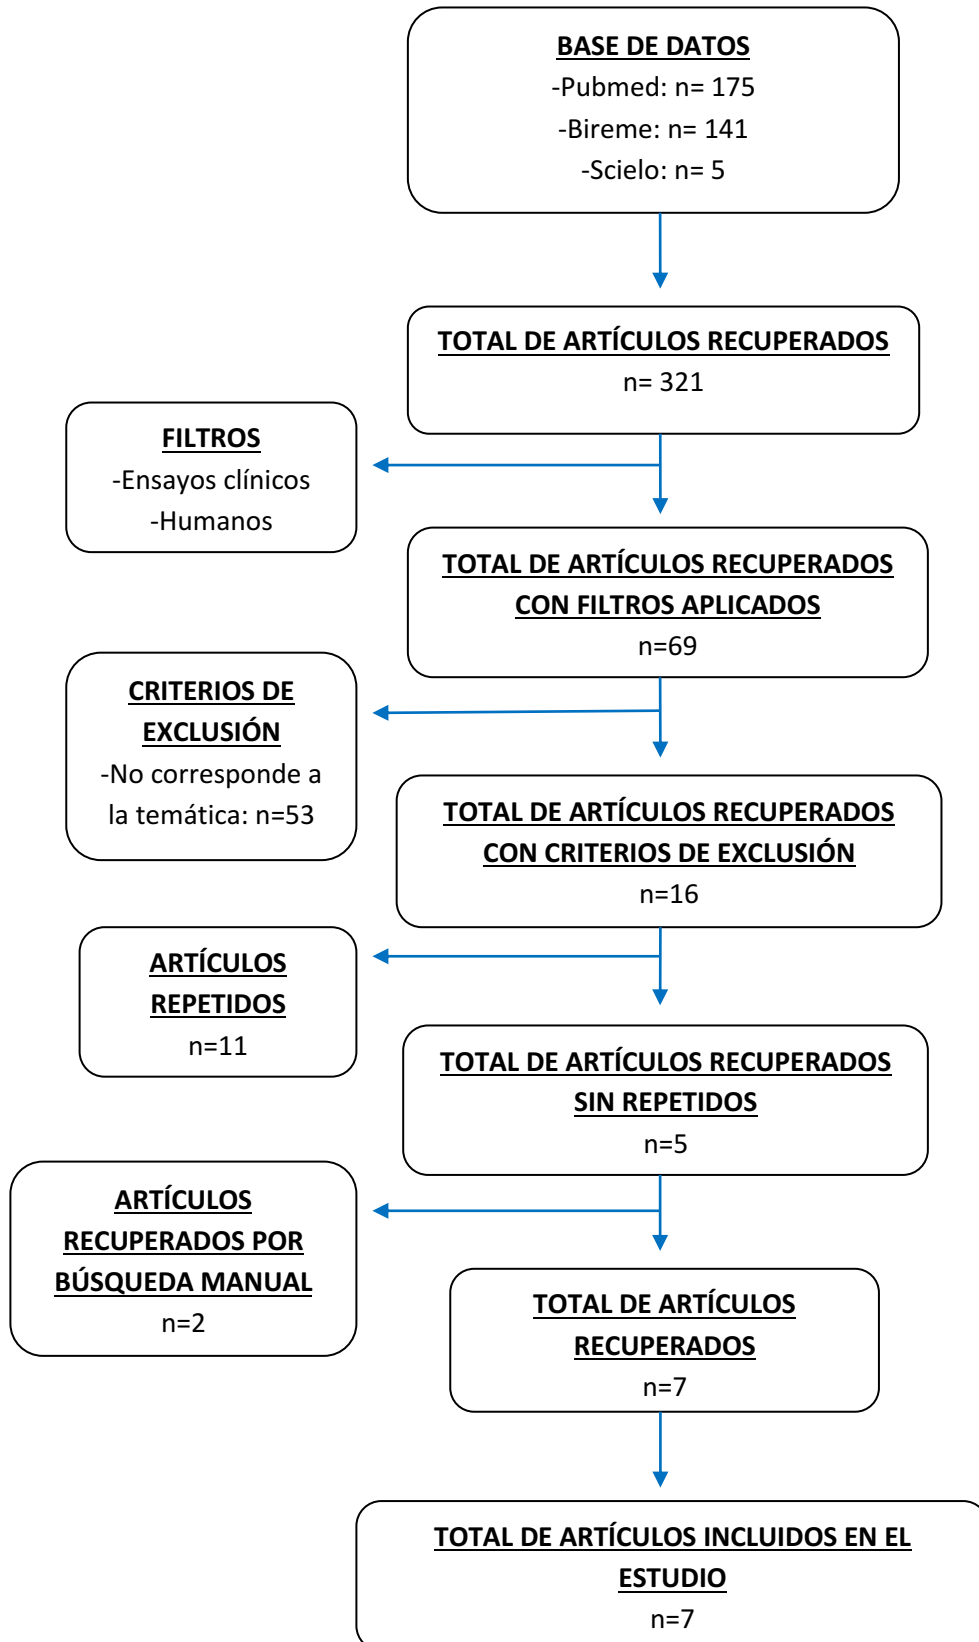 BASE DE DATOS
-Pubmed: n= 175
-Bireme: n= 141
-Scielo: n= 5
TOTAL DE ARTÍCULOS RECUPERADOS
n= 321
FILTROS
-Ensayos clínicos
-Humanos
TOTAL DE ARTÍCULOS RECUPERADOS
CON FILTROS APLICADOS
n=69
CRITERIOS DE
EXCLUSIÓN
-No corresponde a
la temática: n=53
TOTAL DE ARTÍCULOS RECUPERADOS
CON CRITERIOS DE EXCLUSIÓN
n=16
ARTÍCULOS
REPETIDOS
n=11
TOTAL DE ARTÍCULOS RECUPERADOS
SIN REPETIDOS
n=5
ARTÍCULOS
RECUPERADOS POR
BÚSQUEDA MANUAL
n=2
TOTAL DE ARTÍCULOS
RECUPERADOS
n=7
TOTAL DE ARTÍCULOS INCLUIDOS EN EL
ESTUDIO
n=7